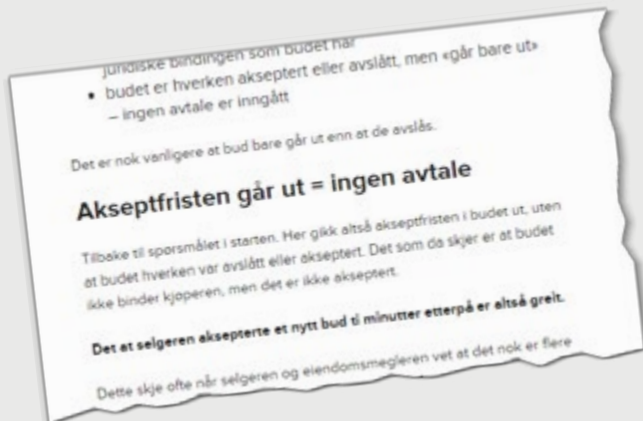 juridiske bindingen som budet har
• budet er hverken akseptert eller avslått, men «går bare ut»
– ingen avtale er inngått
Det er nok vanligere at bud bare går ut enn at de avslås.
Akseptfristen går ut = ingen avtale
Tilbake til spørsmålet i starten. Her gikk altså akseptfristen i budet ut, uten
at budet hverken var avslått eller akseptert. Det som da skjer er at budet
ikke binder kjøperen, men det er ikke akseptert.
Det at selgeren aksepterte et nytt bud ti minutter etterpå er altså greit.
Dette skje ofte når selgeren og eiendomsmegleren vet at det nok er flere